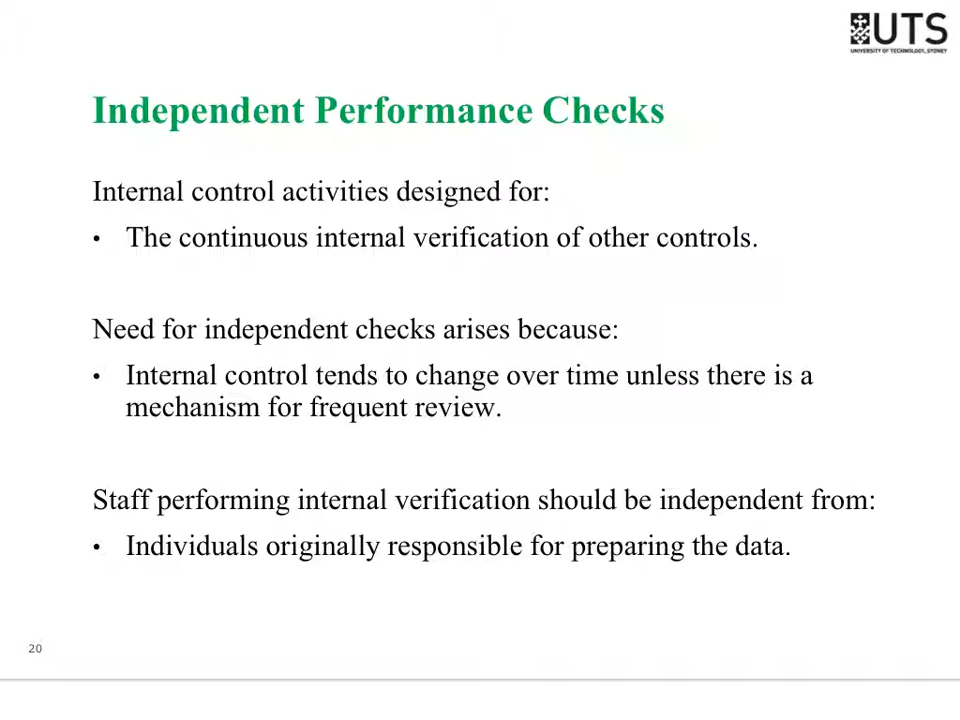 UTS
UNIVERSITY OF TECHNOLOGY, SYDNEY
Independent Performance Checks
Internal control activities designed for:
• The continuous internal verification of other controls.
Need for independent checks arises because:
• Internal control tends to change over time unless there is a
mechanism for frequent review.
Staff performing internal verification should be independent from:
• Individuals originally responsible for preparing the data.
20